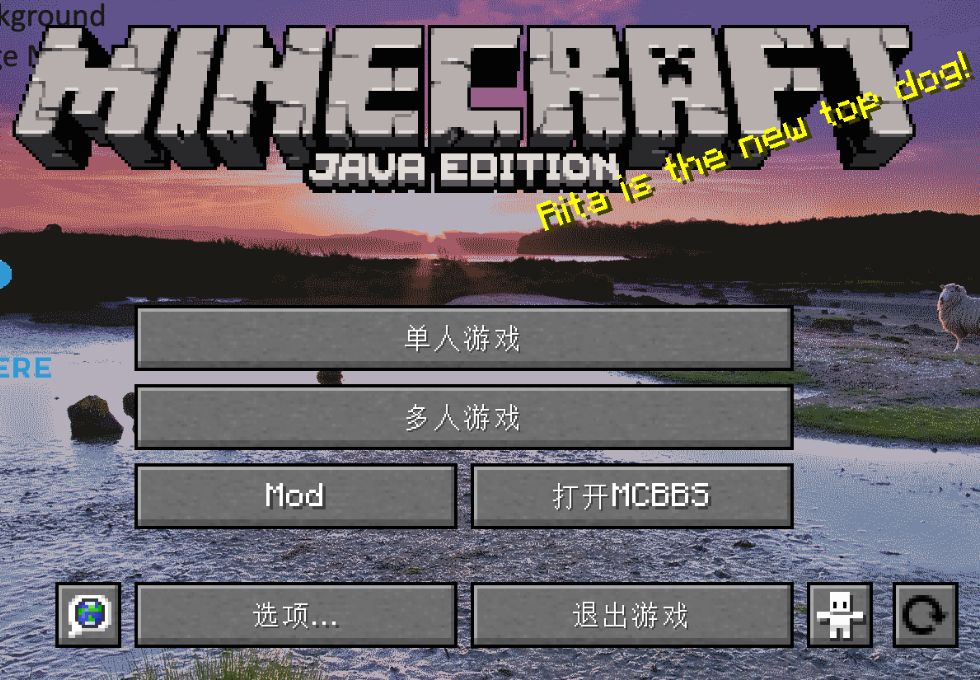 kground
MINECRAFT
JAVA EDITION
Rita is the new top dog!
单人游戏
ERE
多人游戏
Mod
打开MCBBS
选项...
退出游戏